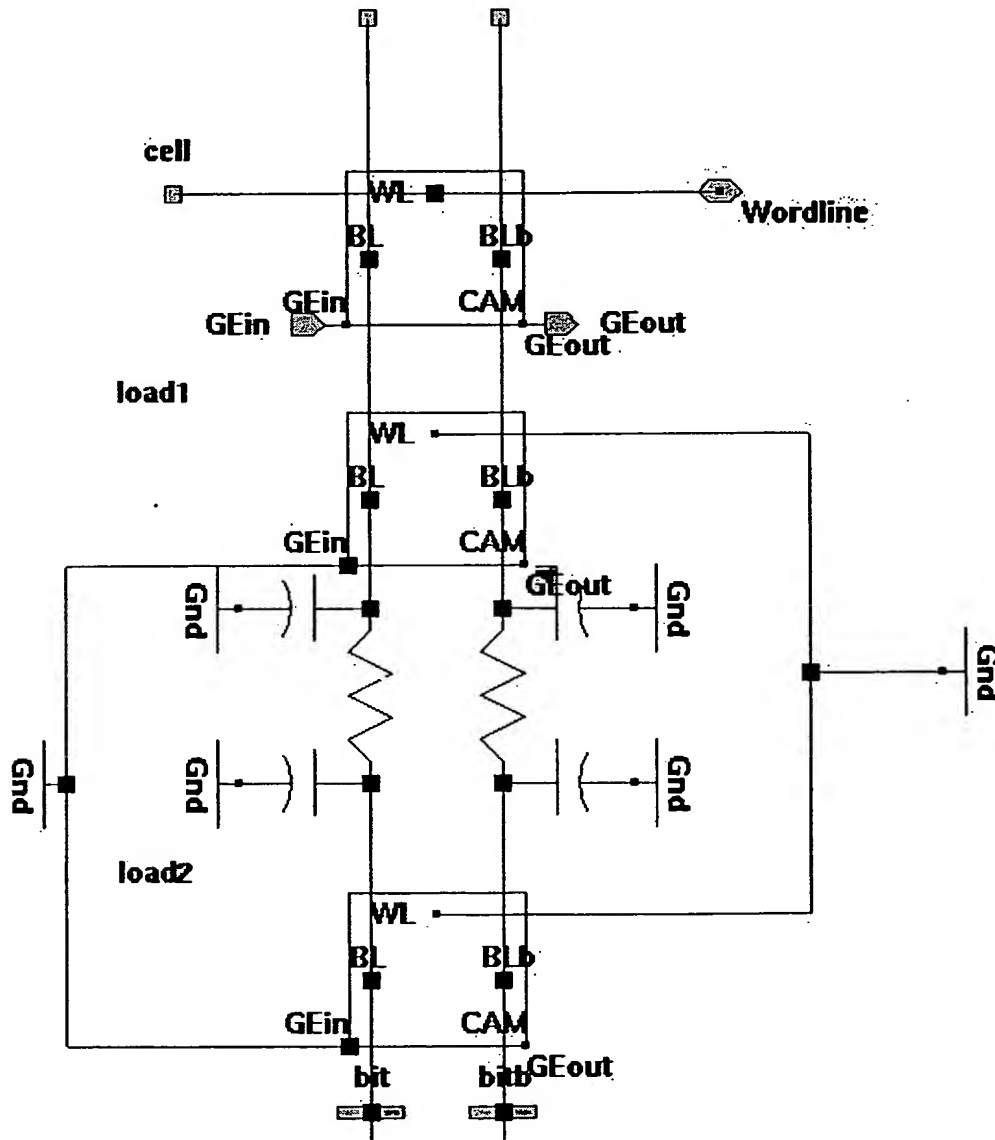 cell
WL
Wordline
BL BLb
GEin CAM
GEin GEout GEout
load1
WL
BL BLb
GEin CAM
GEout
Gnd Gnd
Gnd
Gnd Gnd Gnd
load2
WL
BL BLb
GEin CAM
GEout
bit bitb